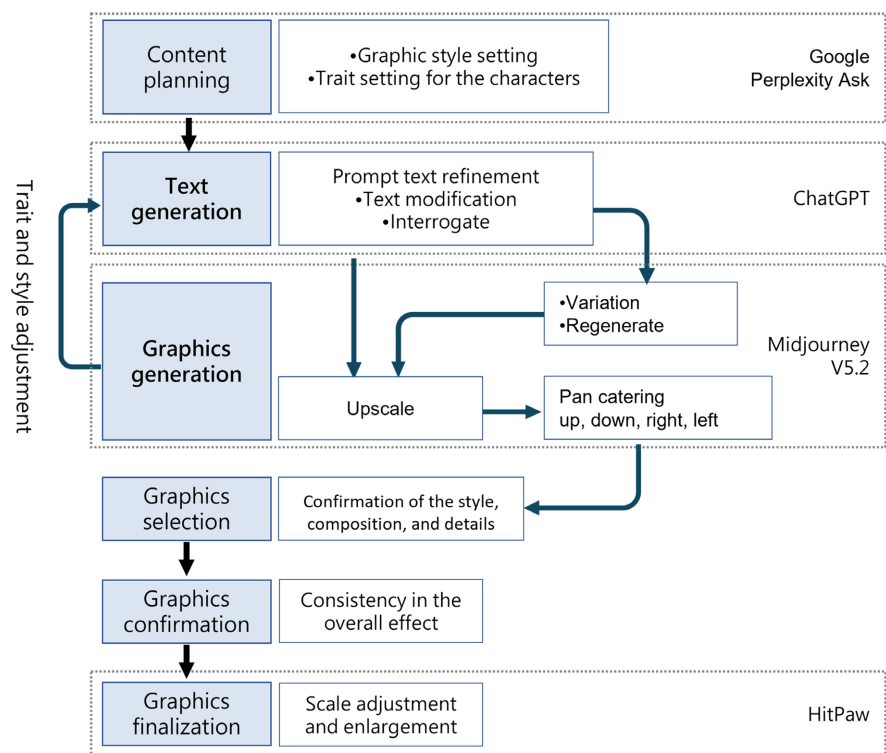 Content
planning
•Graphic style setting
•Trait setting for the characters
Google
Perplexity Ask
Trait and style adjustment
Text
generation
Prompt text refinement
•Text modification
•Interrogate
ChatGPT
Graphics
generation
•Variation
•Regenerate
Midjourney
V5.2
Upscale
Pan catering
up, down, right, left
Graphics
selection
Confirmation of the style,
composition, and details
Graphics
confirmation
Consistency in the
overall effect
Graphics
finalization
Scale adjustment
and enlargement
HitPaw